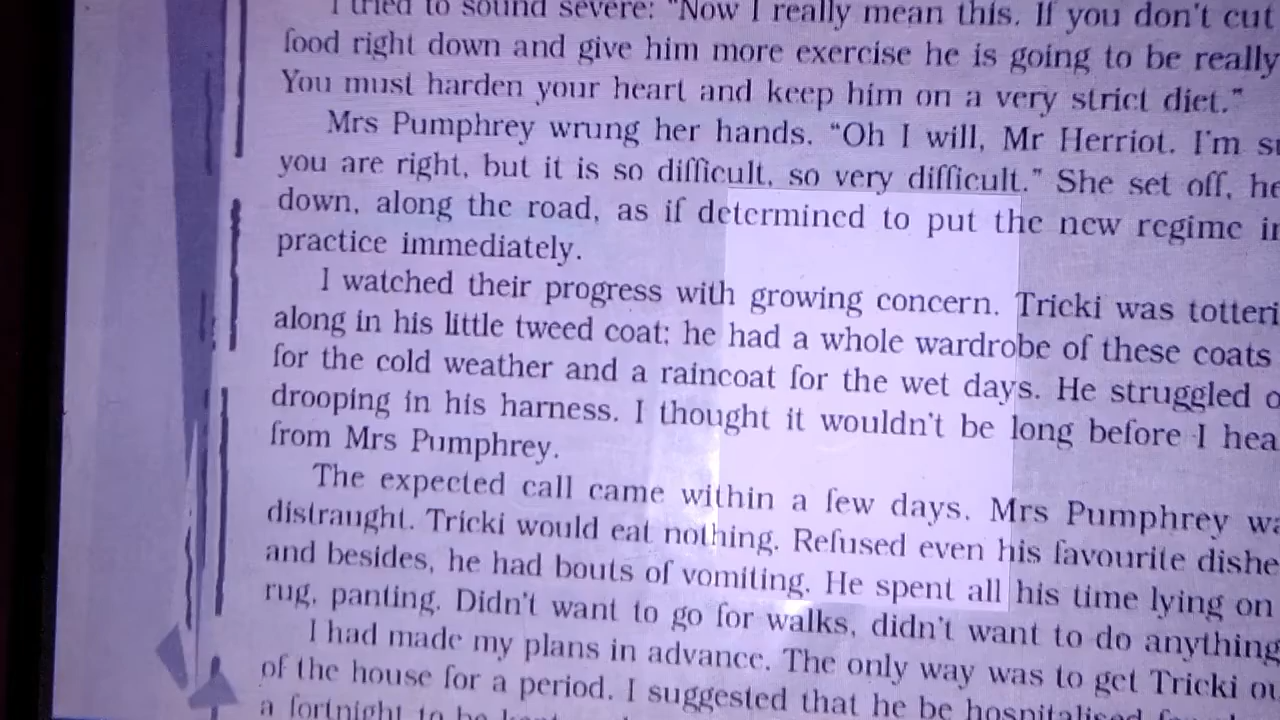 I tried to sound severe: "Now I really mean this. If you don't cut
food right down and give him more exercise he is going to be really
You must harden your heart and keep him on a very strict diet."
Mrs Pumphrey wrung her hands. "Oh I will, Mr Herriot. I'm
you are right, but it is so difficult, so very difficult." She set off,
down, along the road, as if determined to put the new regime
practice immediately.
I watched their progress with growing concern. Tricki was
along in his little tweed coat; he had a whole wardrobe of these coats
for the cold weather and a raincoat for the wet days. He struggled
drooping in his harness. I thought it wouldn't be long before I
from Mrs Pumphrey.
The expected call came within a few days. Mrs Pumphrey
distraught. Tricki would eat nothing. Refused even his favourite
and besides, he had bouts of vomiting. He spent all his time lying on
rug, panting. Didn't want to go for walks, didn't want to do anything
I had made my plans in advance. The only way was to get Tricki
of the house for a period. I suggested that he be hospitalised
a fortnight to be